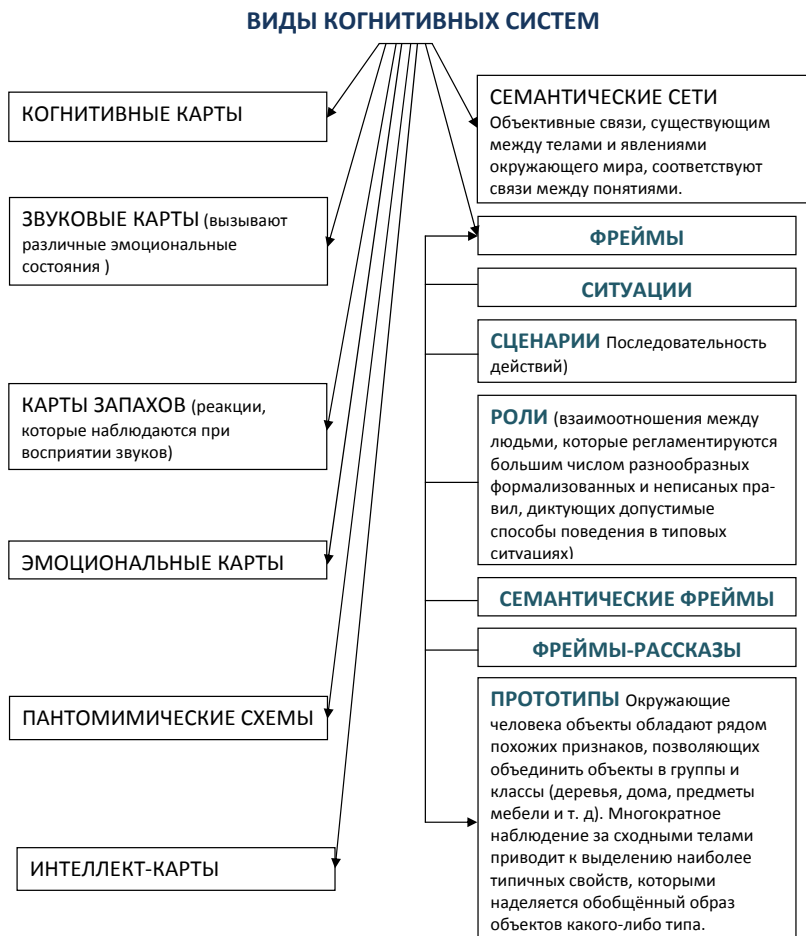 ВИДЫ КОГНИТИВНЫХ СИСТЕМ
КОГНИТИВНЫЕ КАРТЫ
ЗВУКОВЫЕ КАРТЫ (вызывают
различные эмоциональные
состояния )
КАРТЫ ЗАПАХОВ (реакции,
которые наблюдаются при
восприятии звуков)
ЭМОЦИОНАЛЬНЫЕ КАРТЫ
ПАНТОМИМИЧЕСКИЕ СХЕМЫ
ИНТЕЛЛЕКТ-КАРТЫ
СЕМАНТИЧЕСКИЕ СЕТИ
Объективные связи, существующим
между телами и явлениями
окружающего мира, соответствуют
связи между понятиями.
ФРЕЙМЫ
СИТУАЦИИ
СЦЕНАРИИ Последовательность
действий)
РОЛИ (взаимоотношения между
людьми, которые регламентируются
большим числом разнообразных
формализованных и неписаных пра-
вил, диктующих допустимые
способы поведения в типовых
ситуациях)
СЕМАНТИЧЕСКИЕ ФРЕЙМЫ
ФРЕЙМЫ-РАССКАЗЫ
ПРОТОТИПЫ Окружающие
человека объекты обладают рядом
похожих признаков, позволяющих
объединить объекты в группы и
классы (деревья, дома, предметы
мебели и т. д). Многократное
наблюдение за сходными телами
приводит к выделению наиболее
типичных свойств, которыми
наделяется обобщённый образ
объектов какого-либо типа.